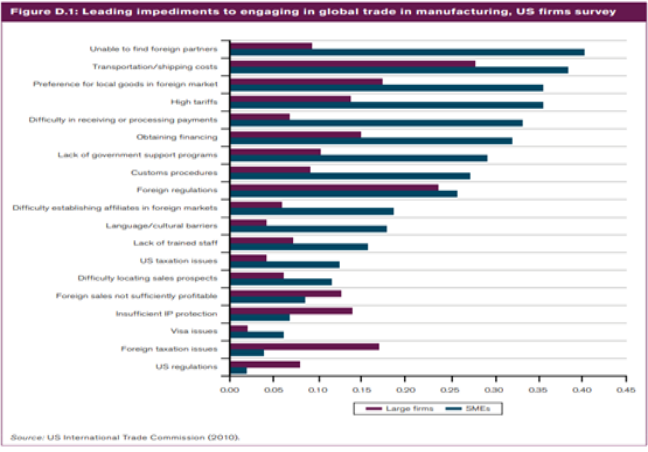 Figure D.1: Leading impediments to engaging in global trade in manufacturing, US firms survey
Unable to find foreign partners
Transportation/shipping costs
Preference for local goods in foreign market
High tariffs
Difficulty in receiving or processing payments
Obtaining financing
Lack of government support programs
Customs procedures
Foreign regulations
Difficulty establishing affiliates in foreign markets
Language/cultural barriers
Lack of trained staff
US taxation issues
Difficulty locating sales prospects
Foreign sales not sufficiently profitable
Insufficient IP protection
Visa issues
Foreign taxation issues
US regulations
0.00 0.05 0.10 0.15 0.20 0.25 0.30 0.35 0.40 0.45
Large firms SMEs
Source: US International Trade Commission (2010).